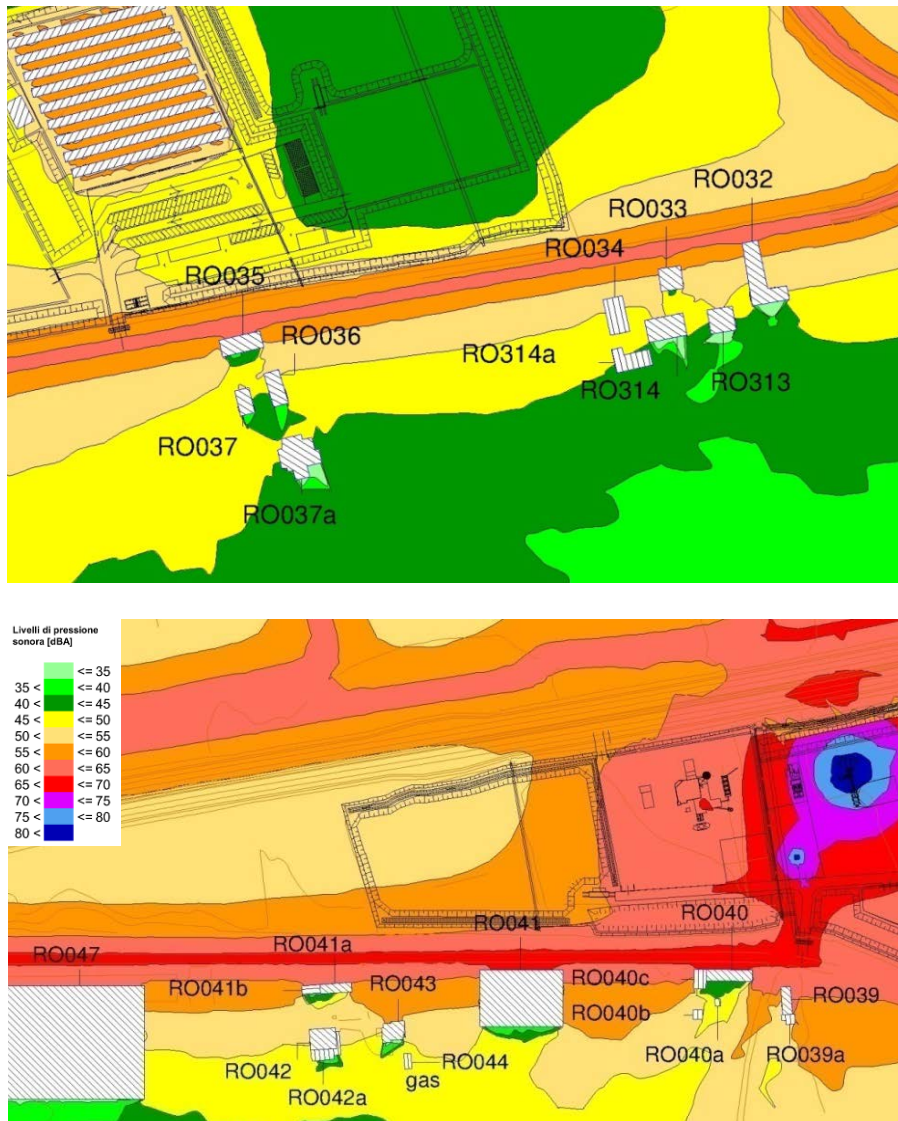 RO032
RO033
RO034
RO035
RO036
RO314a
RO314
RO313
RO037
RO037a
Livelli di pressione
sonora [dBA]
<= 35
35 < <= 40
40 < <= 45
45 < <= 50
50 < <= 55
55 < <= 60
60 < <= 65
65 < <= 70
70 < <= 75
75 < <= 80
80 <
RO047
RO041a
RO041
RO040
RO041b
RO043
RO040c
RO039
RO040b
RO042
RO044
RO040a
RO039a
RO042a
gas